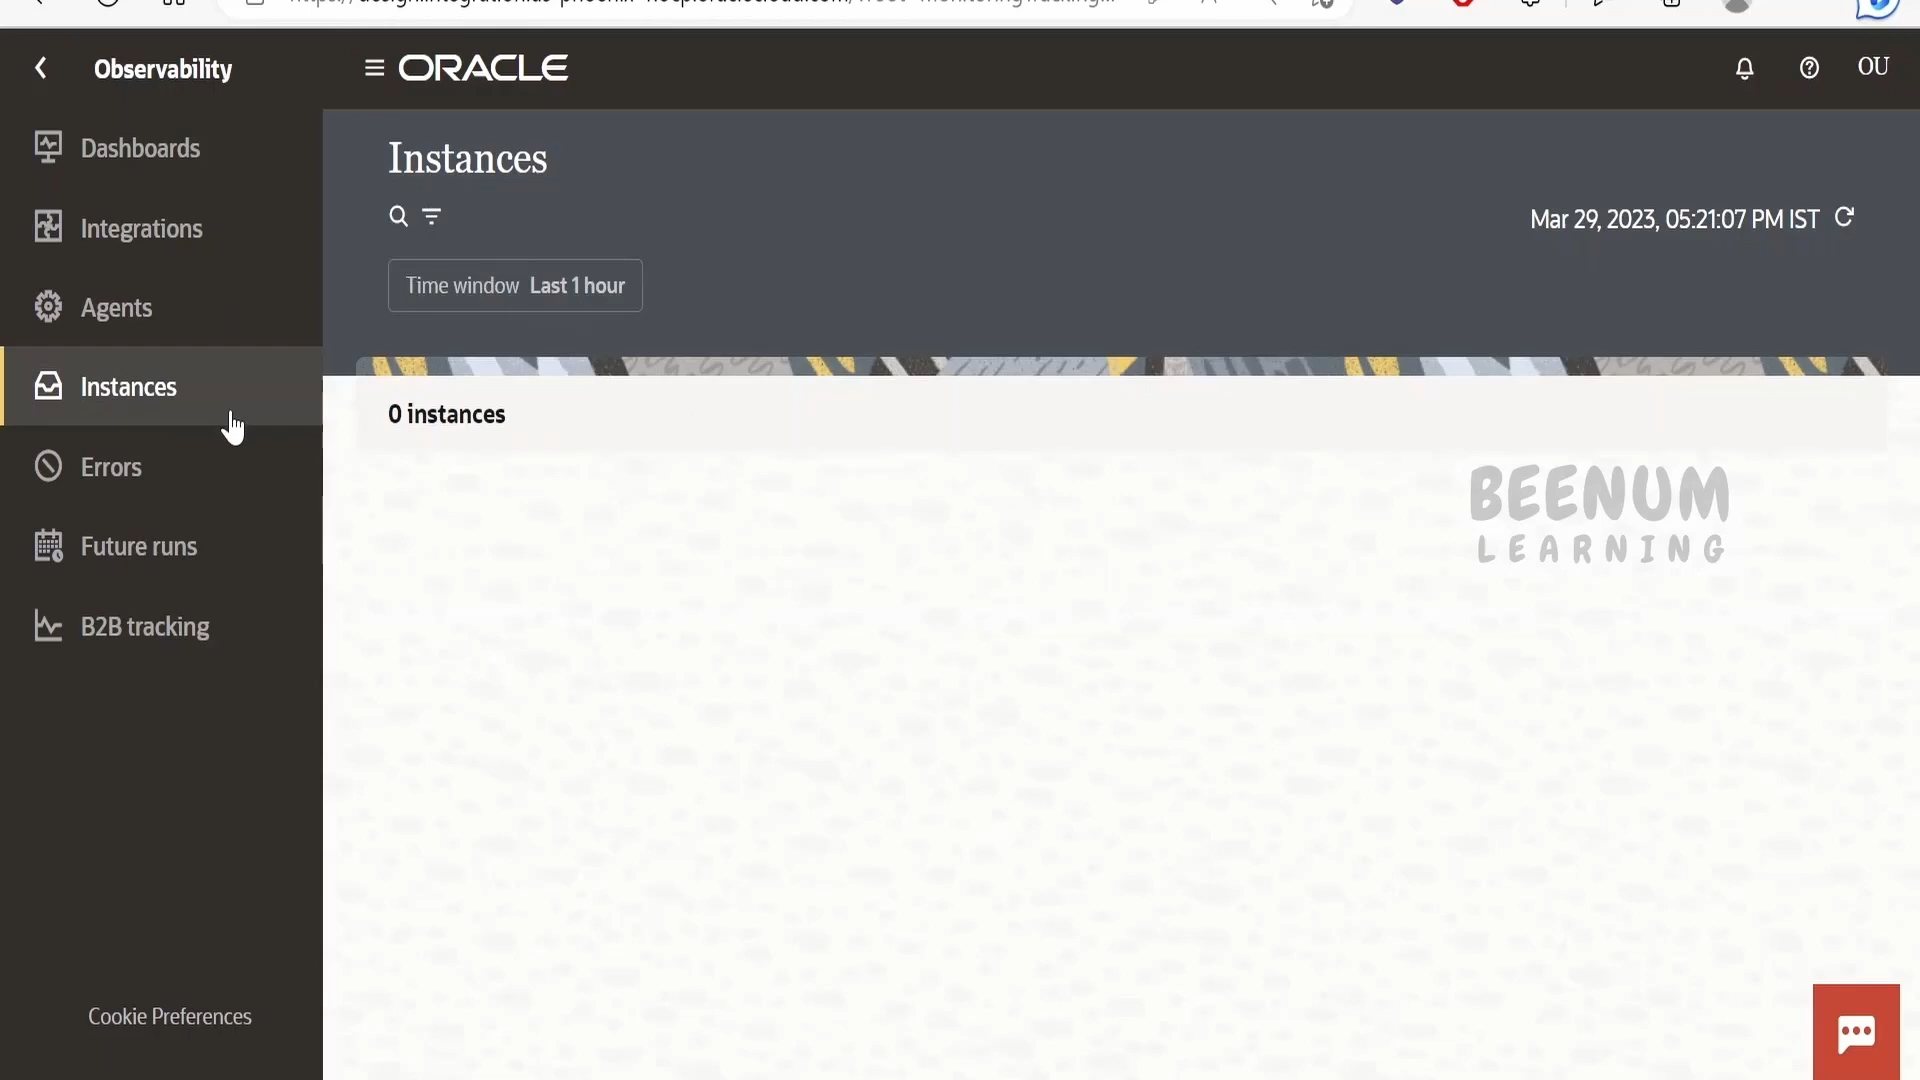 Observability
ORACLE
OU
Dashboards
Integrations
Agents
Instances
Errors
Future runs
B2B tracking
Cookie Preferences
Instances
Mar 29, 2023, 05:21:07 PM IST
Time window Last 1 hour
0 instances
BEENUM
LEARNING